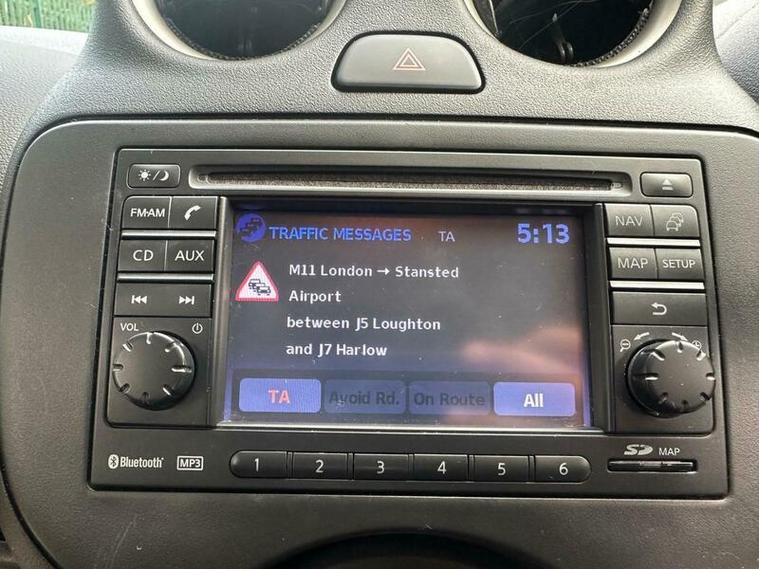 FM·AM
CD AUX
VOL
TRAFFIC MESSAGES TA 5:13
M11 London → Stansted
Airport
between J5 Loughton
and J7 Harlow
TA Avoid Rd. On Route All
NAV
MAP SETUP
Bluetooth MP3 1 2 3 4 5 6 SD MAP